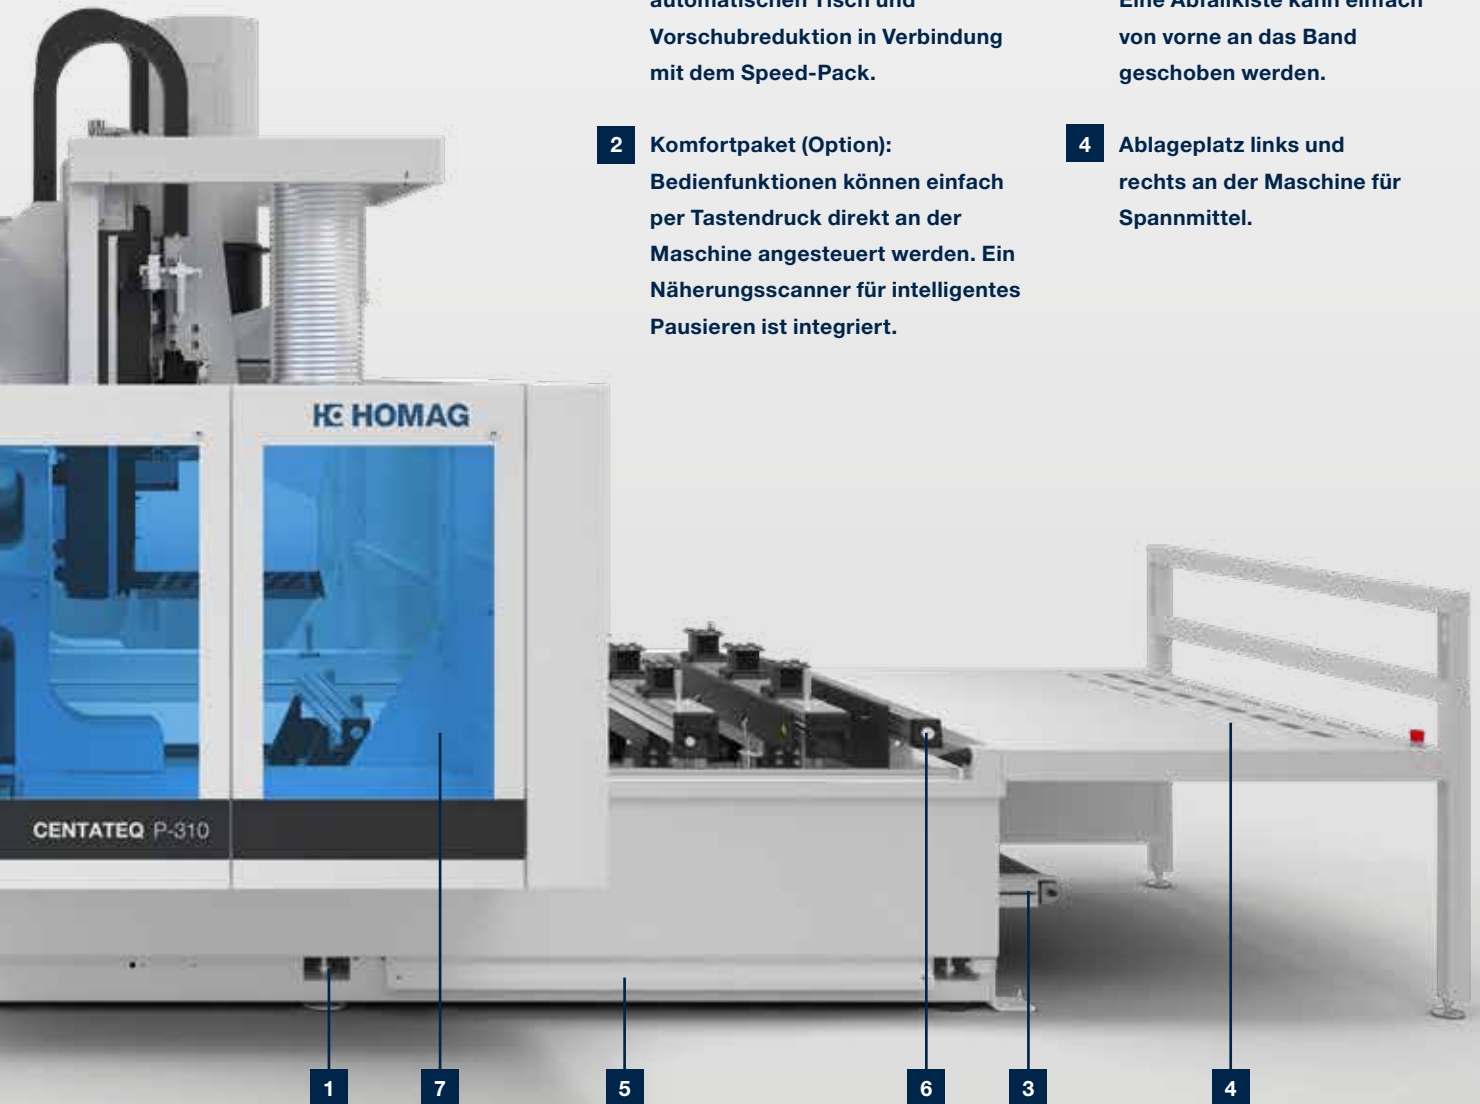 automatischen Tisch und
Vorschubreduktion in Verbindung
mit dem Speed-Pack.
2 Komfortpaket (Option):
Bedienfunktionen können einfach
per Tastendruck direkt an der
Maschine angesteuert werden. Ein
Näherungsscanner für intelligentes
Pausieren ist integriert.
Eine Abfallkiste kann einfach
von vorne an das Band
geschoben werden.
4 Ablageplatz links und
rechts an der Maschine für
Spannmittel.
HOMAG
CENTATEQ P-310
1 7 5 6 3 4